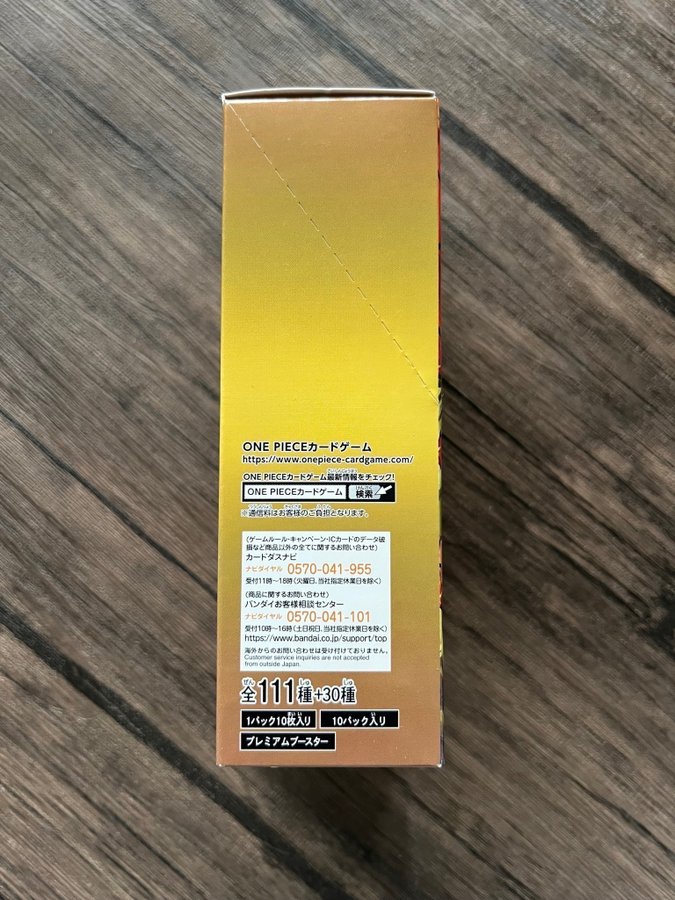 ONE PIECEカードゲーム
https://www.onepiece-cardgame.com/
ONE PIECEカードゲーム最新情報をチェック!
ONE PIECEカードゲーム 検索
※通信料はお客様のご負担となります。
(ゲームルール・キャンペーン・ICカードのデータ破
損など商品以外の全てに関するお問い合わせ)
カードダスナビ
ナビダイヤル 0570-041-955
受付11時〜18時(火曜日、当社指定休業日を除く)
(商品に関するお問い合わせ)
バンダイお客様相談センター
ナビダイヤル 0570-041-101
受付10時〜16時(土日祝日、当社指定休業日を除く)
https://www.bandai.co.jp/support/top
海外からのお問い合わせは受け付けておりません。
Customer service inquiries are not accepted
from outside Japan.
全111種+30種
1パック10枚入り 10パック入り
プレミアムブースター